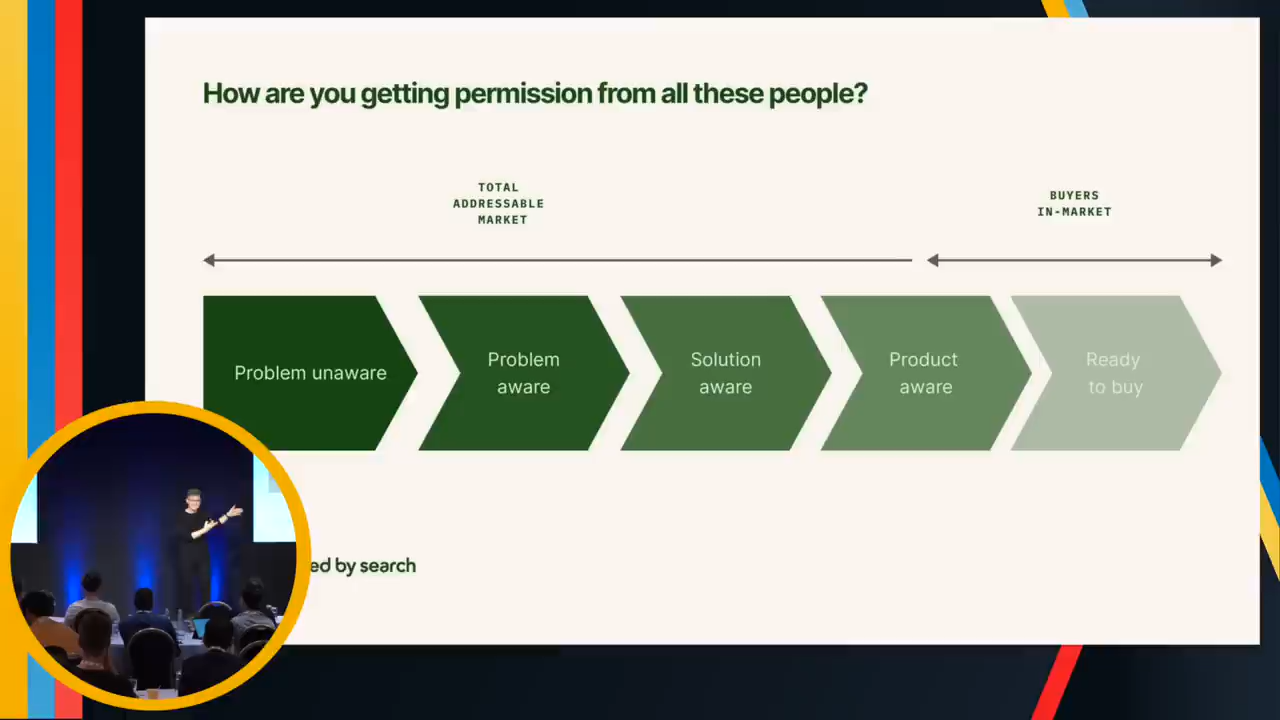 How are you getting permission from all these people?
TOTAL
ADDRESSABLE
MARKET
BUYERS
IN-MARKET
Problem unaware
Problem
aware
Solution
aware
Product
aware
Ready
to buy
ed by search